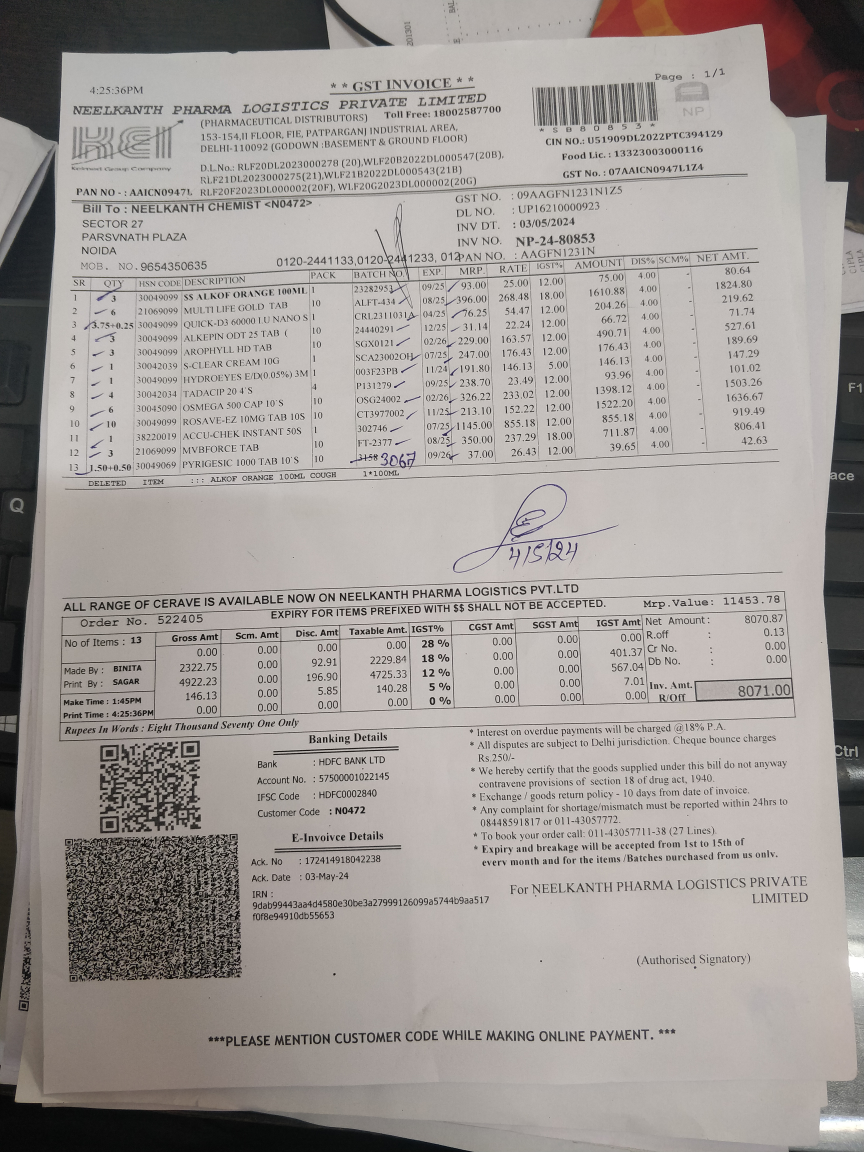 4:25:36PM
* * GST INVOICE * *
Page : 1/1
NEELKANTH PHARMA LOGISTICS PRIVATE LIMITED
(PHARMACEUTICAL DISTRIBUTORS) Toll Free: 18002587700
KEI
Keimed Group Company
153-154,II FLOOR, FIE, PATPARGANJ INDUSTRIAL AREA,
DELHI-110092 (GODOWN :BASEMENT & GROUND FLOOR)
D.L.No.: RLF20DL2023000278 (20),WLF20B2022DL000547(20B),
RLF21DL2023000275(21),WLF21B2022DL000543(21B)
PAN NO - : AAICN0947L RLF20F2023DL000002(20F), WLF20G2023DL000002(20G)
NP
* S B 8 0 8 5 3 *
CIN NO.: U51909DL2022PTC394129
Food Lic. : 13323003000116
GST No. : 07AAICN0947L1Z4
Bill To : NEELKANTH CHEMIST <N0472>
SECTOR 27
PARSVNATH PLAZA
NOIDA
MOB. NO. 9654350635 0120-2441133,0120-2441233, 012
GST NO. : 09AAGFN1231N1Z5
DL NO. : UP16210000923
INV DT. : 03/05/2024
INV NO. NP-24-80853
PAN NO. : AAGFN1231N
SR QTY HSN CODE DESCRIPTION PACK BATCH NO. EXP. MRP. RATE IGST% AMOUNT DIS% SCM% NET AMT.
1 3 30049099 $$ ALKOF ORANGE 100ML 1 23282953 09/25 93.00 25.00 12.00 75.00 4.00 - 80.64
2 6 21069099 MULTI LIFE GOLD TAB 10 ALFT-434 08/25 396.00 268.48 18.00 1610.88 4.00 - 1824.80
3 3.75+0.25 30049099 QUICK-D3 60000 I.U NANO S 1 CRL2311031A 04/25 76.25 54.47 12.00 204.26 4.00 - 219.62
4 3 30049099 ALKEPIN ODT 25 TAB ( 10 24440291 12/25 31.14 22.24 12.00 66.72 4.00 - 71.74
5 3 30049099 AROPHYLL HD TAB 10 SGX0121 02/26 229.00 163.57 12.00 490.71 4.00 - 527.61
6 1 30042039 S-CLEAR CREAM 10G 1 SCA23002OH 07/25 247.00 176.43 12.00 176.43 4.00 - 189.69
7 1 30049099 HYDROEYES E/D(0.05%) 3M 1 003F23PB 11/24 191.80 146.13 5.00 146.13 4.00 - 147.29
8 4 30042034 TADACIP 20 4`S 4 P131279 09/25 238.70 23.49 12.00 93.96 4.00 - 101.02
9 6 30045090 OSMEGA 500 CAP 10`S 10 OSG24002 02/26 326.22 233.02 12.00 1398.12 4.00 - 1503.26
10 10 30049099 ROSAVE-EZ 10MG TAB 10S 10 CT3977002 11/25 213.10 152.22 12.00 1522.20 4.00 - 1636.67
11 1 38220019 ACCU-CHEK INSTANT 50S 1 302746 07/25 1145.00 855.18 12.00 855.18 4.00 - 919.49
12 3 21069099 MVBFORCE TAB 10 FT-2377 08/25 350.00 237.29 18.00 711.87 4.00 - 806.41
13 1.50+0.50 30049069 PYRIGESIC 1000 TAB 10`S 10 3158 3067 09/26 37.00 26.43 12.00 39.65 4.00 - 42.63
DELETED ITEM ::: ALKOF ORANGE 100ML COUGH 1*100ML
4/5/24
ALL RANGE OF CERAVE IS AVAILABLE NOW ON NEELKANTH PHARMA LOGISTICS PVT.LTD
Order No. 522405 EXPIRY FOR ITEMS PREFIXED WITH $$ SHALL NOT BE ACCEPTED. Mrp.Value: 11453.78
No of Items : 13
Made By : BINITA
Print By : SAGAR
Make Time : 1:45PM
Print Time : 4:25:36PM
Gross Amt Scm. Amt Disc. Amt Taxable Amt. IGST% CGST Amt SGST Amt IGST Amt
0.00 0.00 0.00 0.00 28 % 0.00 0.00 0.00
2322.75 0.00 92.91 2229.84 18 % 0.00 0.00 401.37
4922.23 0.00 196.90 4725.33 12 % 0.00 0.00 567.04
146.13 0.00 5.85 140.28 5 % 0.00 0.00 7.01
0.00 0.00 0.00 0.00 0 % 0.00 0.00 0.00
Net Amount: 8070.87
R.off : 0.13
Cr No. : 0.00
Db No. : 0.00
Inv. Amt. R/Off 8071.00
Rupees In Words : Eight Thousand Seventy One Only
Banking Details
Bank : HDFC BANK LTD
Account No. : 57500001022145
IFSC Code : HDFC0002840
Customer Code : N0472
E-Invoivce Details
Ack. No : 172414918042238
Ack. Date : 03-May-24
IRN :
9dab99443aa4d4580e30be3a27999126099a5744b9aa517
f0f8e94910db55653
* Interest on overdue payments will be charged @18% P.A.
* All disputes are subject to Delhi jurisdiction. Cheque bounce charges
Rs.250/-
* We hereby certify that the goods supplied under this bill do not anyway
contravene provisions of section 18 of drug act, 1940.
* Exchange / goods return policy - 10 days from date of invoice.
* Any complaint for shortage/mismatch must be reported within 24hrs to
08448591817 or 011-43057772.
* To book your order call: 011-43057711-38 (27 Lines).
* Expiry and breakage will be accepted from 1st to 15th of
every month and for the items /Batches purchased from us only.
For NEELKANTH PHARMA LOGISTICS PRIVATE
LIMITED
(Authorised Signatory)
***PLEASE MENTION CUSTOMER CODE WHILE MAKING ONLINE PAYMENT. ***
Q
F1
Ctrl